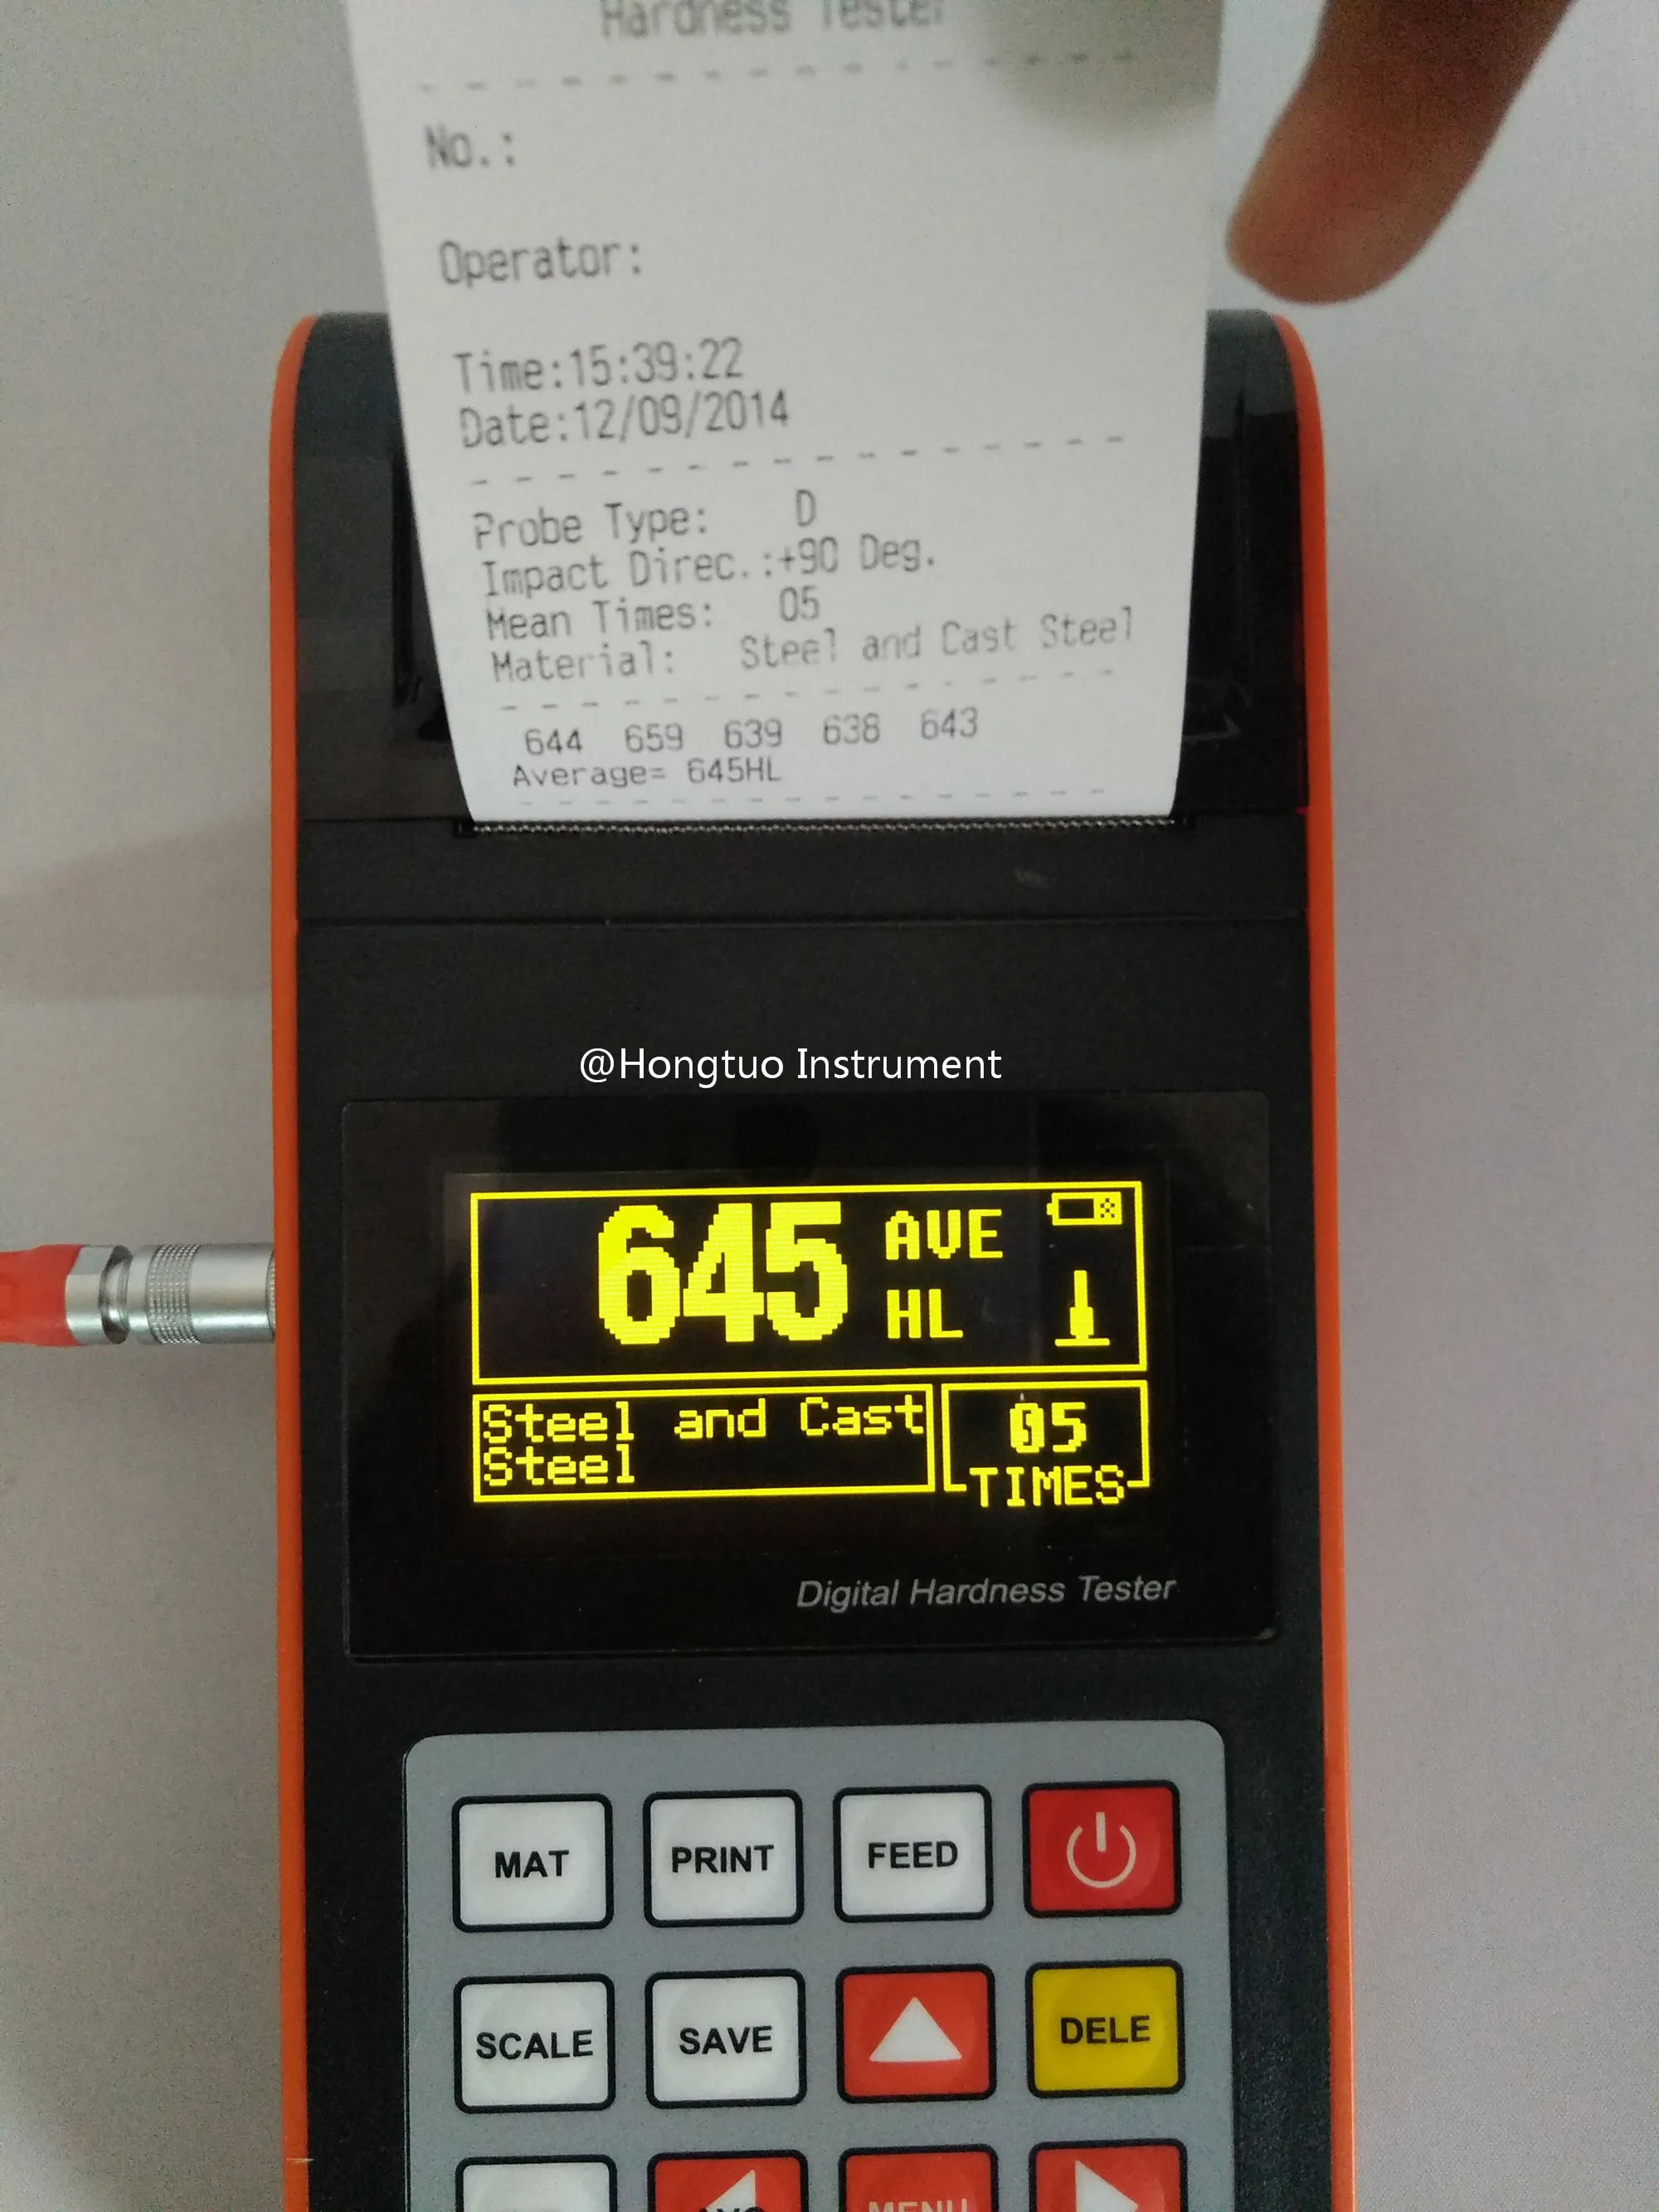 Hardness Tester
No.:
Operator:
Time:15:39:22
Date:12/09/2014
Probe Type: D
Impact Direc.:+90 Deg.
Mean Times: 05
Material: Steel and Cast Steel
644 659 639 638 643
Average= 645HL
@Hongtuo Instrument
645 AVE
HL
Steel and Cast
Steel
05
TIMES
Digital Hardness Tester
MAT PRINT FEED
SCALE SAVE DELE
MENU